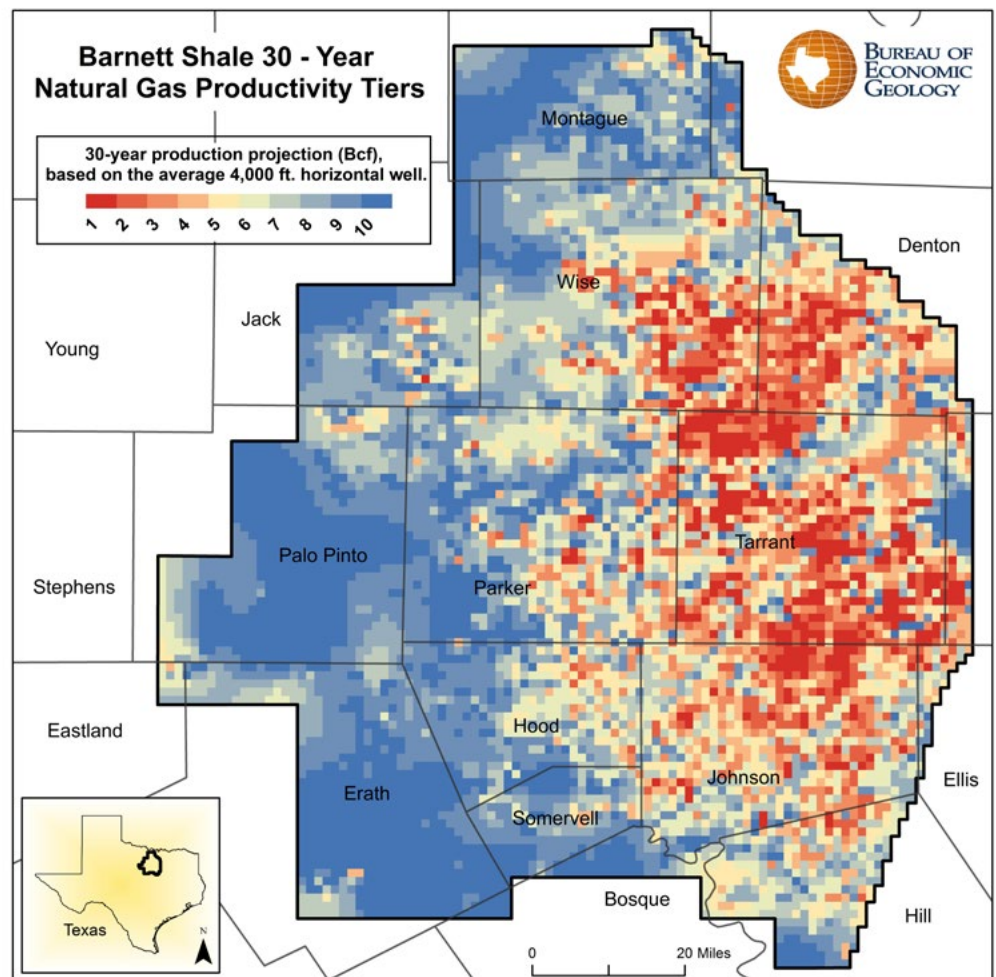 Barnett Shale 30 - Year
Natural Gas Productivity Tiers
BUREAU OF
ECONOMIC
GEOLOGY
30-year production projection (Bcf),
based on the average 4,000 ft. horizontal well.
1 2 3 4 5 6 7 8 9 10
Montague
Denton
Wise
Jack
Young
Tarrant
Palo Pinto
Stephens
Parker
Hood
Eastland
Johnson
Ellis
Erath
Somervell
Bosque
Hill
Texas
N
0 20 Miles